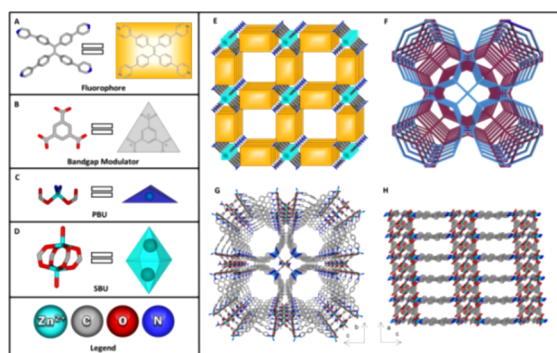 A
Fluorophore
B
Bandgap Modulator
C
PBU
D
SBU
Zn2+ C O N
Legend
E
F
G
H
b
c
a
c